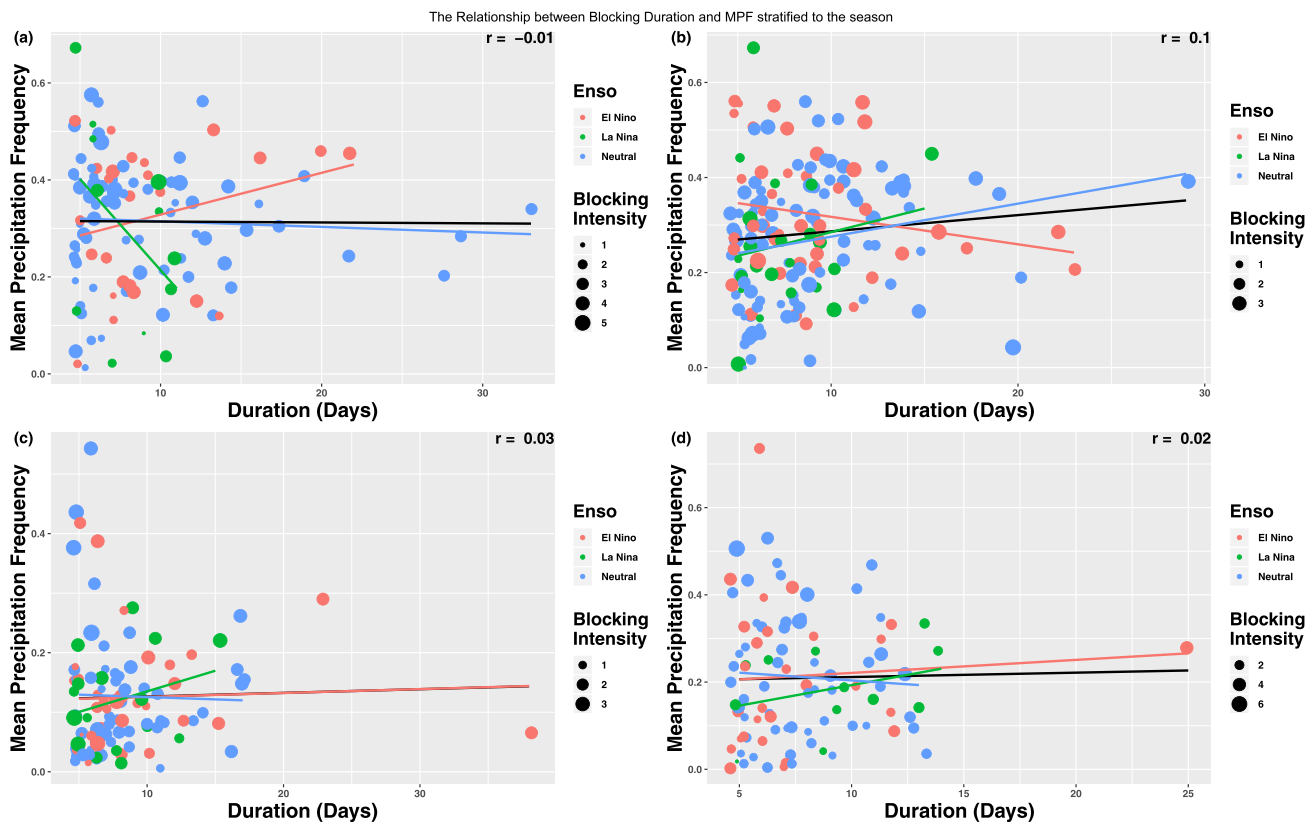 The Relationship between Blocking Duration and MPF stratified to the season
(a)
r = −0.01
Mean Precipitation Frequency
0.6
0.4
0.2
0.0
10
20
30
Duration (Days)
Enso
El Nino
La Nina
Neutral
Blocking
Intensity
1
2
3
4
5
(b)
r = 0.1
Mean Precipitation Frequency
0.6
0.4
0.2
0.0
10
20
30
Duration (Days)
Enso
El Nino
La Nina
Neutral
Blocking
Intensity
1
2
3
(c)
r = 0.03
Mean Precipitation Frequency
0.4
0.2
0.0
10
20
30
Duration (Days)
Enso
El Nino
La Nina
Neutral
Blocking
Intensity
1
2
3
(d)
r = 0.02
Mean Precipitation Frequency
0.6
0.4
0.2
0.0
5
10
15
20
25
Duration (Days)
Enso
El Nino
La Nina
Neutral
Blocking
Intensity
2
4
6